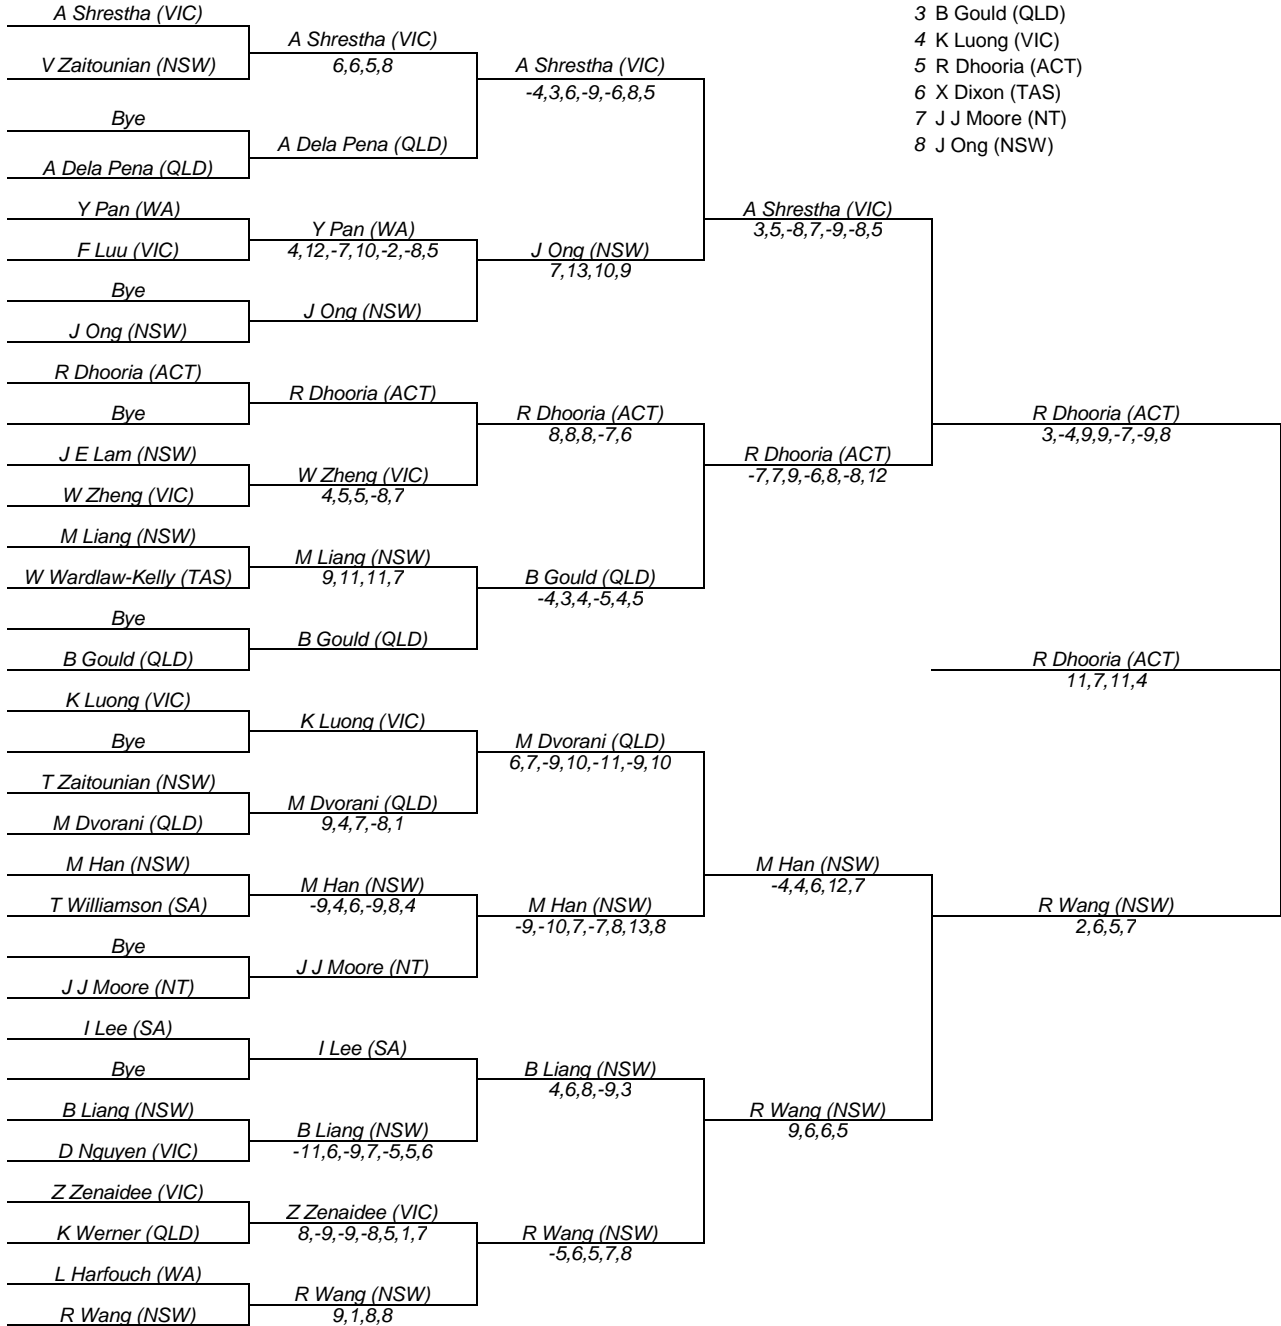 A Shrestha (VIC)
V Zaitounian (NSW)
Bye
A Dela Pena (QLD)
Y Pan (WA)
F Luu (VIC)
Bye
J Ong (NSW)
R Dhooria (ACT)
Bye
J E Lam (NSW)
W Zheng (VIC)
M Liang (NSW)
W Wardlaw-Kelly (TAS)
Bye
B Gould (QLD)
K Luong (VIC)
Bye
T Zaitounian (NSW)
M Dvorani (QLD)
M Han (NSW)
T Williamson (SA)
Bye
J J Moore (NT)
I Lee (SA)
Bye
B Liang (NSW)
D Nguyen (VIC)
Z Zenaidee (VIC)
K Werner (QLD)
L Harfouch (WA)
R Wang (NSW)
A Shrestha (VIC)
6,6,5,8
A Dela Pena (QLD)
Y Pan (WA)
4,12,-7,10,-2,-8,5
J Ong (NSW)
R Dhooria (ACT)
W Zheng (VIC)
4,5,5,-8,7
M Liang (NSW)
9,11,11,7
B Gould (QLD)
K Luong (VIC)
M Dvorani (QLD)
9,4,7,-8,1
M Han (NSW)
-9,4,6,-9,8,4
J J Moore (NT)
I Lee (SA)
B Liang (NSW)
-11,6,-9,7,-5,5,6
Z Zenaidee (VIC)
8,-9,-9,-8,5,1,7
R Wang (NSW)
9,1,8,8
A Shrestha (VIC)
-4,3,6,-9,-6,8,5
J Ong (NSW)
7,13,10,9
R Dhooria (ACT)
8,8,8,-7,6
B Gould (QLD)
-4,3,4,-5,4,5
M Dvorani (QLD)
6,7,-9,10,-11,-9,10
M Han (NSW)
-9,-10,7,-7,8,13,8
B Liang (NSW)
4,6,8,-9,3
R Wang (NSW)
-5,6,5,7,8
A Shrestha (VIC)
3,5,-8,7,-9,-8,5
R Dhooria (ACT)
-7,7,9,-6,8,-8,12
M Han (NSW)
-4,4,6,12,7
R Wang (NSW)
9,6,6,5
3 B Gould (QLD)
4 K Luong (VIC)
5 R Dhooria (ACT)
6 X Dixon (TAS)
7 J J Moore (NT)
8 J Ong (NSW)
R Dhooria (ACT)
3,-4,9,9,-7,-9,8
R Dhooria (ACT)
11,7,11,4
R Wang (NSW)
2,6,5,7